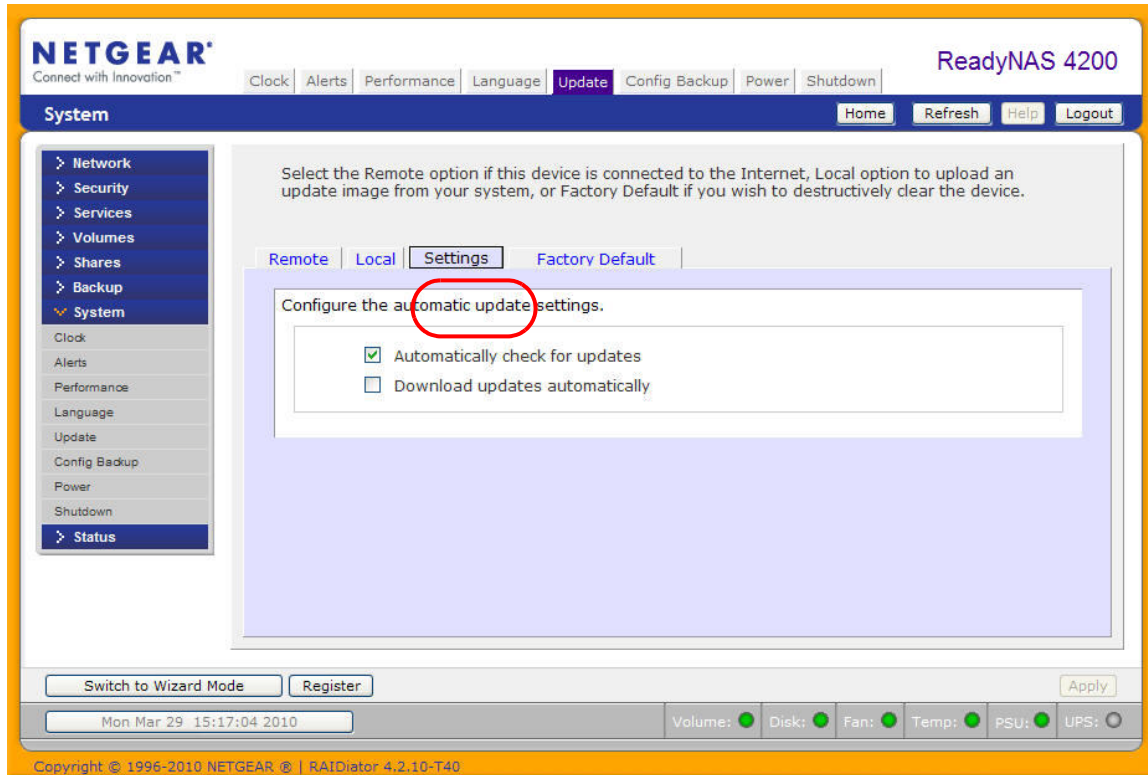 NETGEAR®
Connect with Innovation™
ReadyNAS 4200
Clock Alerts Performance Language Update Config Backup Power Shutdown
System
Home Refresh Help Logout
> Network
> Security
> Services
> Volumes
> Shares
> Backup
System
Clock
Alerts
Performance
Language
Update
Config Backup
Power
Shutdown
> Status
Select the Remote option if this device is connected to the Internet, Local option to upload an
update image from your system, or Factory Default if you wish to destructively clear the device.
Remote Local Settings Factory Default
Configure the automatic update settings.
Automatically check for updates
Download updates automatically
Switch to Wizard Mode Register Apply
Mon Mar 29 15:17:04 2010
Volume: Disk: Fan: Temp: PSU: UPS:
Copyright © 1996-2010 NETGEAR ® | RAIDiator 4.2.10-T40